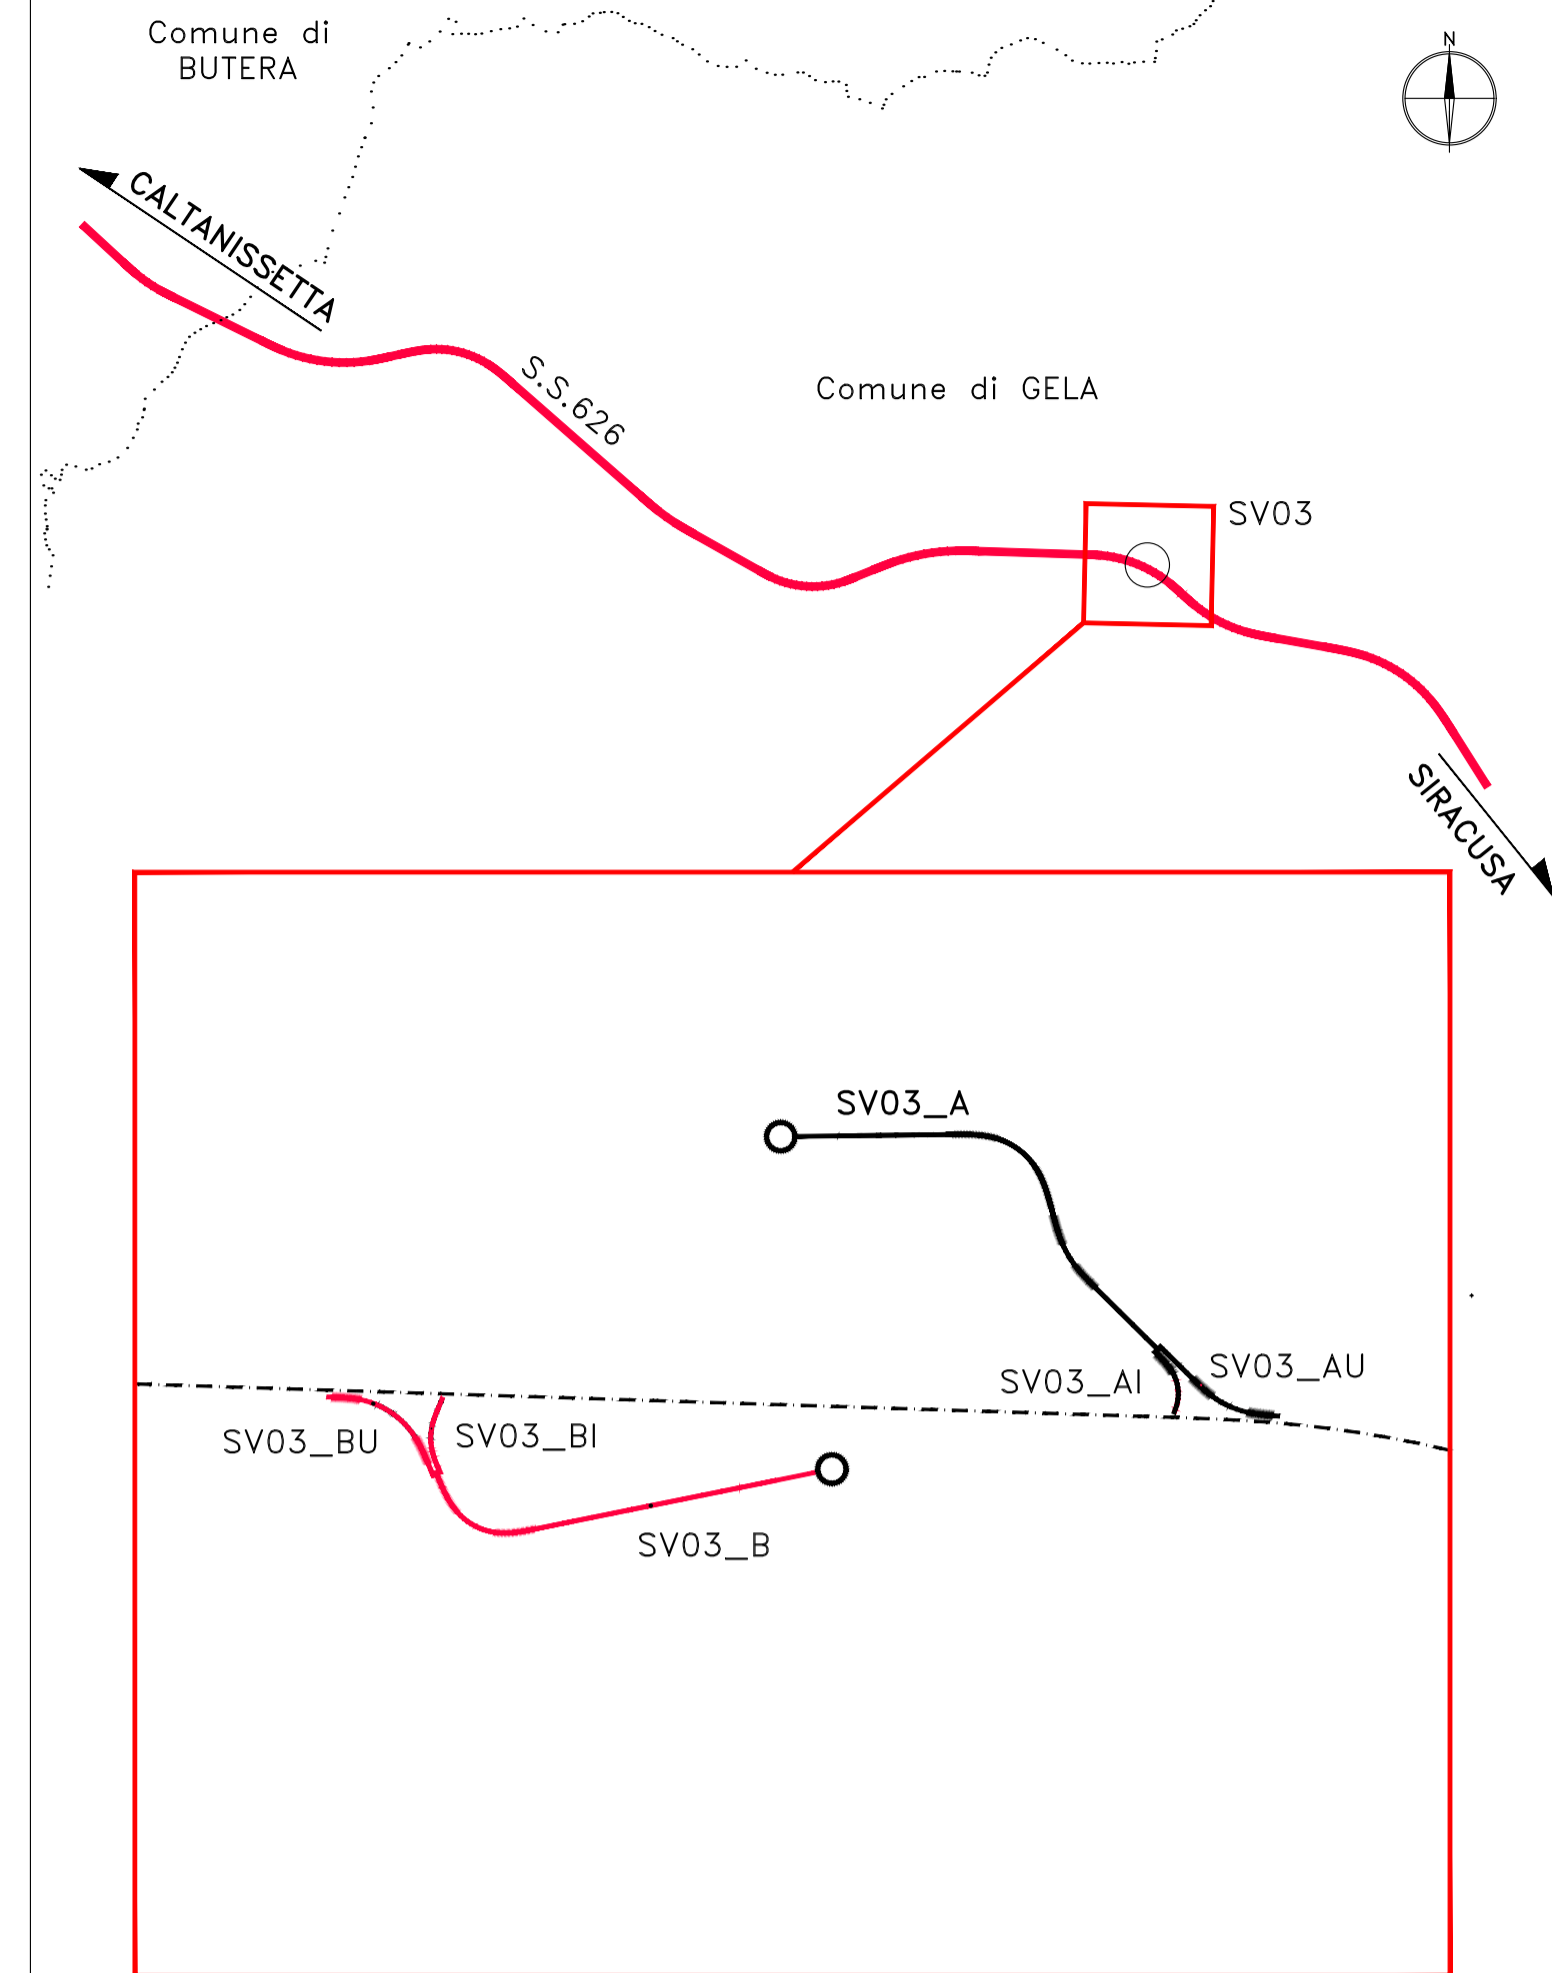 Comune di
BUTERA
N
CALTANISSETTA
S.S.626
Comune di GELA
SV03
SIRACUSA
SV03_A
SV03_AI
SV03_AU
SV03_BU
SV03_BI
SV03_B